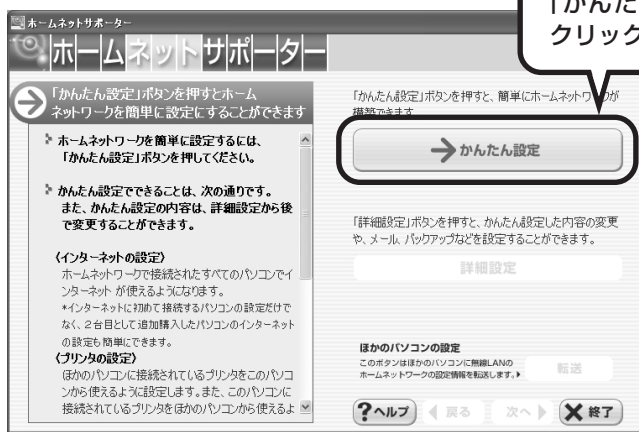 「かんた
クリック
ホームネットサポーター
ホームネットサポーター
「かんたん設定」ボタンを押すとホーム
ネットワークを簡単に設定にすることができます
ホームネットワークを簡単に設定するには、
「かんたん設定」ボタンを押してください。
かんたん設定でできることは、次の通りです。
また、かんたん設定の内容は、詳細設定から後
で変更することができます。
〈インターネットの設定〉
ホームネットワークで接続されたすべてのパソコンでイ
ンターネット が使えるようになります。
*インターネットに初めて接続するパソコンの設定だけで
なく、2台目として追加購入したパソコンのインターネット
の設定も簡単にできます。
〈プリンタの設定〉
ほかのパソコンに接続されているプリンタをこのパソコ
ンから使えるように設定します。また、このパソコンに
接続されているプリンタをほかのパソコンから使えるよ
「かんたん設定」ボタンを押すと、簡単にホームネットワークが
構築できます
かんたん設定
「詳細設定」ボタンを押すと、かんたん設定した内容の変更
や、メール、バックアップなどを設定することができます。
詳細設定
ほかのパソコンの設定
このボタンはほかのパソコンに無線LANの
ホームネットワークの設定情報を転送します。
転送
?ヘルプ
戻る
次へ
終了